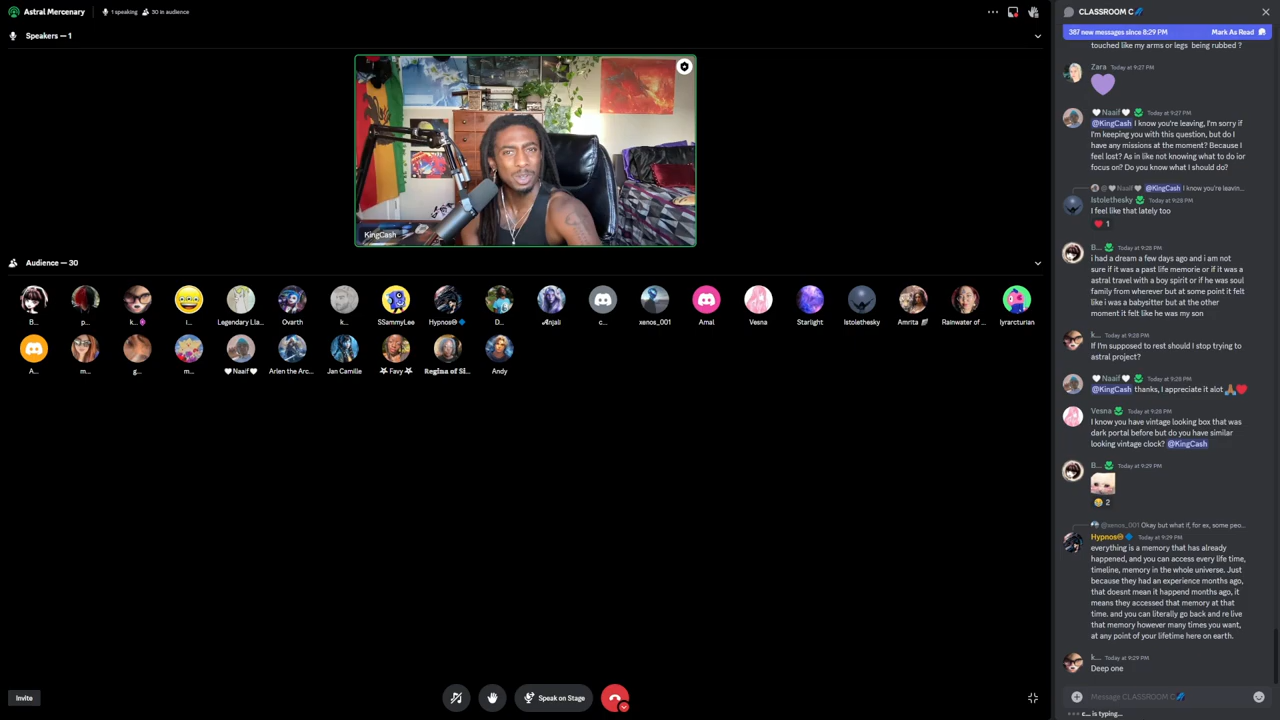 Astral Mercenary
1 speaking 30 in audience
Speakers — 1
KingCash
Audience — 30
B...
p...
k...
l...
Legendary Lla...
Ovarth
k...
SSammyLee
Hypnos
D...
Anjali
c...
xenos_001
Amal
Vesna
Starlight
Istolethesky
Amrita
Rainwater of ...
lyrarcturian
A...
m...
g...
m...
🤍Naaif🤍
Arlen the Arc...
Jan Camille
Favy
Regina of Si...
Andy
Invite
Speak on Stage
CLASSROOM C
387 new messages since 8:29 PM Mark As Read
touched like my arms or legs being rubbed ?
Zara Today at 9:27 PM
💜
🤍Naaif🤍 Today at 9:27 PM
@KingCash I know you're leaving, I'm sorry if
I'm keeping you with this question, but do I
have any missions at the moment? Because I
feel lost? As in like not knowing what to do ior
focus on? Do you know what I should do?
@🤍Naaif🤍 @KingCash I know you're leavin...
Istolethesky Today at 9:28 PM
I feel like that lately too
❤️ 1
B... Today at 9:28 PM
i had a dream a few days ago and i am not
sure if it was a past life memorie or if it was a
astral travel with a boy spirit or if he was soul
family from wherever but at some point it felt
like i was a babysitter but at the other
moment it felt like he was my son
k... Today at 9:28 PM
If I'm supposed to rest should I stop trying to
astral project?
🤍Naaif🤍 Today at 9:28 PM
@KingCash thanks, I appreciate it alot 🙏🏾❤️
Vesna Today at 9:28 PM
I know you have vintage looking box that was
dark portal before but do you have similar
looking vintage clock? @KingCash
B... Today at 9:29 PM
2
@xenos_001 Okay but what if, for ex, some peo...
Hypnos Today at 9:29 PM
everything is a memory that has already
happened, and you can access every life time,
timeline, memory in the whole universe. Just
because they had an experience months ago,
that doesnt mean it happend months ago, it
means they accessed that memory at that
time. and you can literally go back and re live
that memory however many times you want,
at any point of your lifetime here on earth.
k... Today at 9:29 PM
Deep one
Message CLASSROOM C
c... is typing...